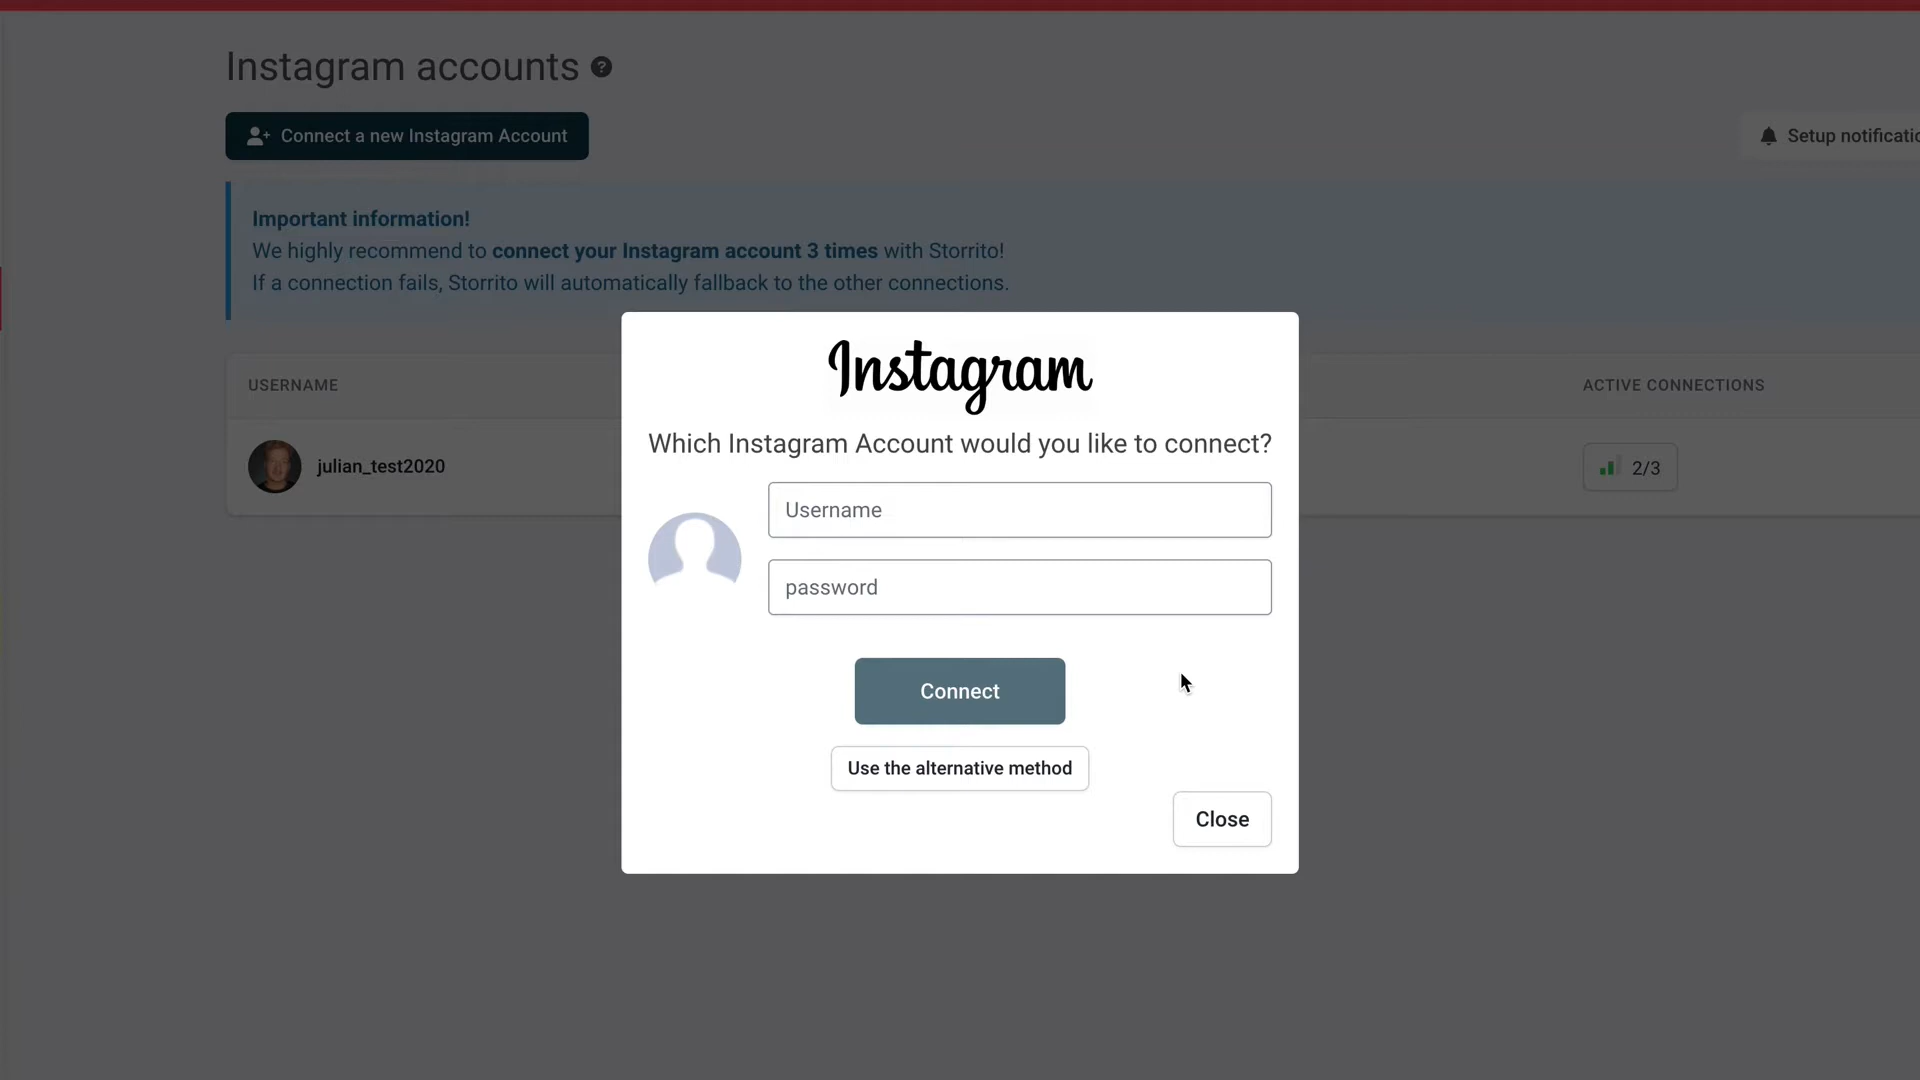 Instagram accounts ?
Connect a new Instagram Account
Setup notificatio
Important information!
We highly recommend to connect your Instagram account 3 times with Storrito!
If a connection fails, Storrito will automatically fallback to the other connections.
USERNAME
ACTIVE CONNECTIONS
julian_test2020
2/3
Instagram
Which Instagram Account would you like to connect?
Username
password
Connect
Use the alternative method
Close